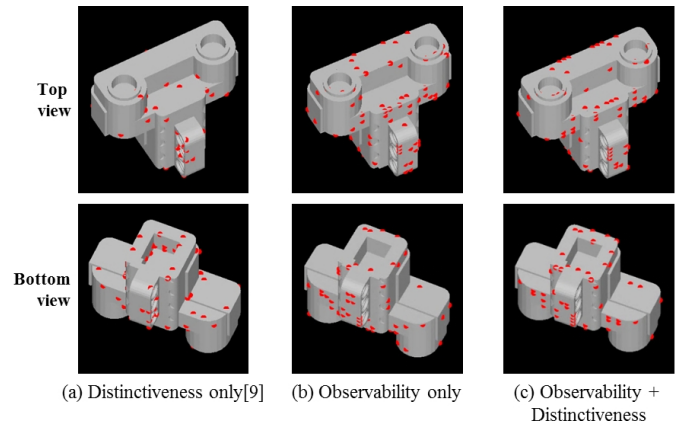 Top
view
Bottom
view
(a) Distinctiveness only[9]
(b) Observability only
(c) Observability +
Distinctiveness